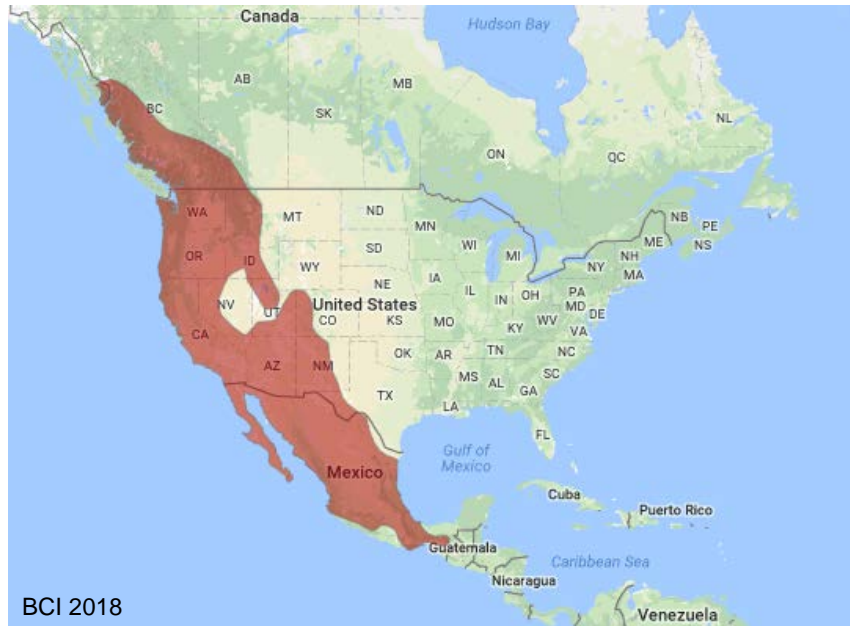 Canada
Hudson Bay
AB
MB
BC
SK
NL
ON
QC
WA
MT
ND
MN
NB
PE
ME
NS
OR
ID
SD
WI
MI
NH
NY
MA
WY
IA
NE
IL
IN
OH
PA
MD
DE
NV
UT
United States
CO
KS
MO
KY
WV
VA
CA
AZ
NM
OK
AR
TN
NC
MS
AL
SC
GA
TX
LA
FL
Gulf of
Mexico
Mexico
Cuba
Puerto Rico
Guatemala
Caribbean Sea
Nicaragua
BCI 2018
Venezuela